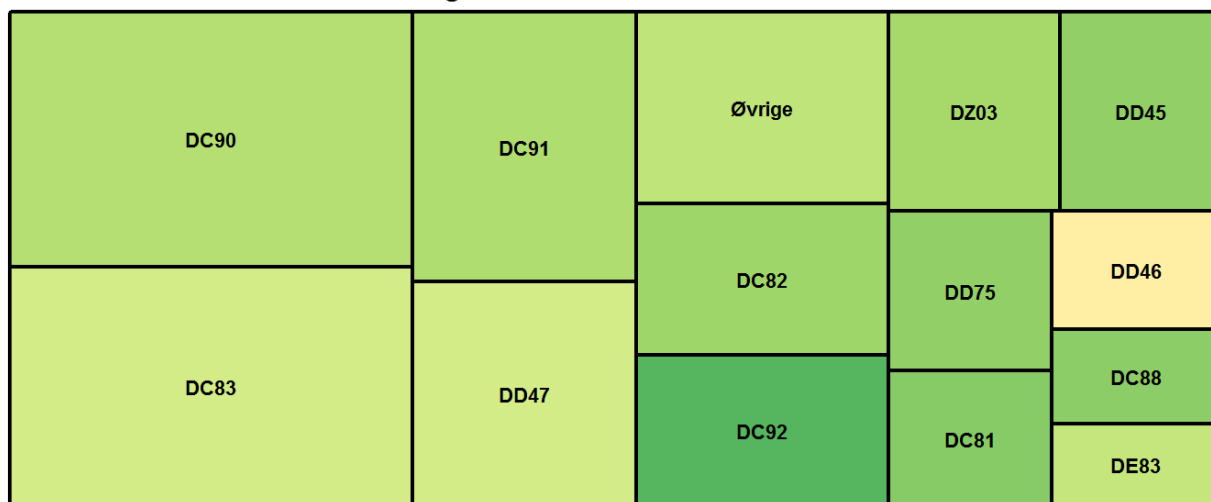 DC90
DC83
DC91
DD47
Øvrige
DC82
DC92
DZ03
DD45
DD75
DC81
DD46
DC88
DE83